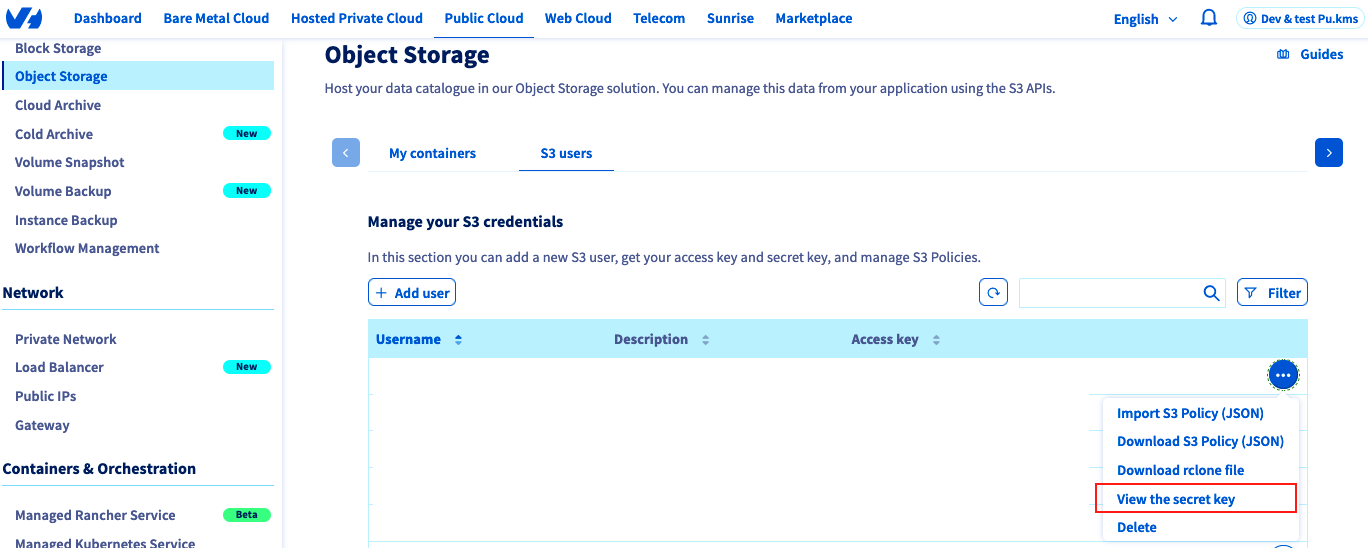 Dashboard Bare Metal Cloud Hosted Private Cloud Public Cloud Web Cloud Telecom Sunrise Marketplace English Dev & test Pu.kms
Block Storage
Object Storage
Cloud Archive
Cold Archive New
Volume Snapshot
Volume Backup New
Instance Backup
Workflow Management
Network
Private Network
Load Balancer New
Public IPs
Gateway
Containers & Orchestration
Managed Rancher Service Beta
Managed Kubernetes Service
Object Storage
Guides
Host your data catalogue in our Object Storage solution. You can manage this data from your application using the S3 APIs.
My containers S3 users
Manage your S3 credentials
In this section you can add a new S3 user, get your access key and secret key, and manage S3 Policies.
+ Add user Filter
Username Description Access key
Import S3 Policy (JSON)
Download S3 Policy (JSON)
Download rclone file
View the secret key
Delete